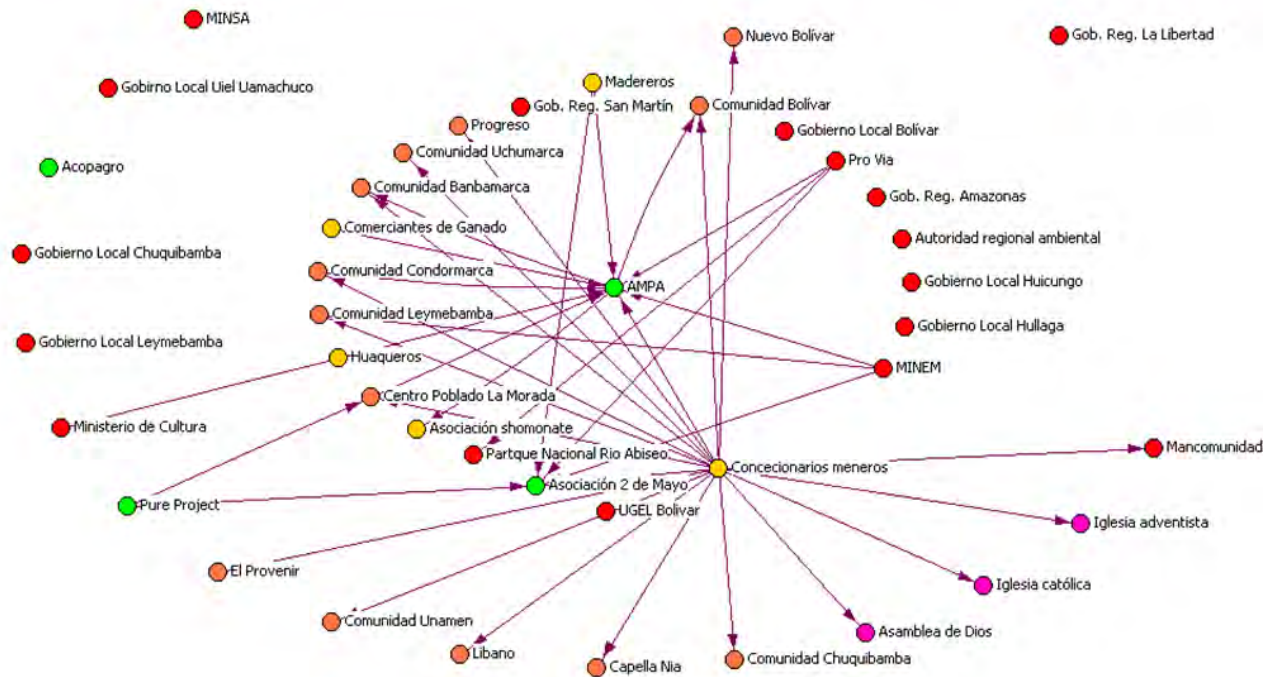 MINSA
Nuevo Bolívar
Gob. Reg. La Libertad
Gobirno Local Uiel Uamachuco
Madereros
Gob. Reg. San Martín
Comunidad Bolívar
Progreso
Gobierno Local Bolívar
Comunidad Uchumarca
Pro Via
Acopagro
Comunidad Banbamarca
Gob. Reg. Amazonas
Comerciantes de Ganado
Autoridad regional ambiental
Gobierno Local Chuquibamba
Comunidad Condormarca
Gobierno Local Huicungo
AMPA
Comunidad Leymebamba
Gobierno Local Hullaga
Gobierno Local Leymebamba
Huaqueros
MINEM
Centro Poblado La Morada
Ministerio de Cultura
Asociación shomonate
Partque Nacional Rio Abiseo
Mancomunidad
Concecionarios meneros
Asociación 2 de Mayo
Pure Project
UGEL Bolivar
Iglesia adventista
El Provenir
Iglesia católica
Comunidad Unamen
Asamblea de Dios
Libano
Comunidad Chuquibamba
Capella Nia